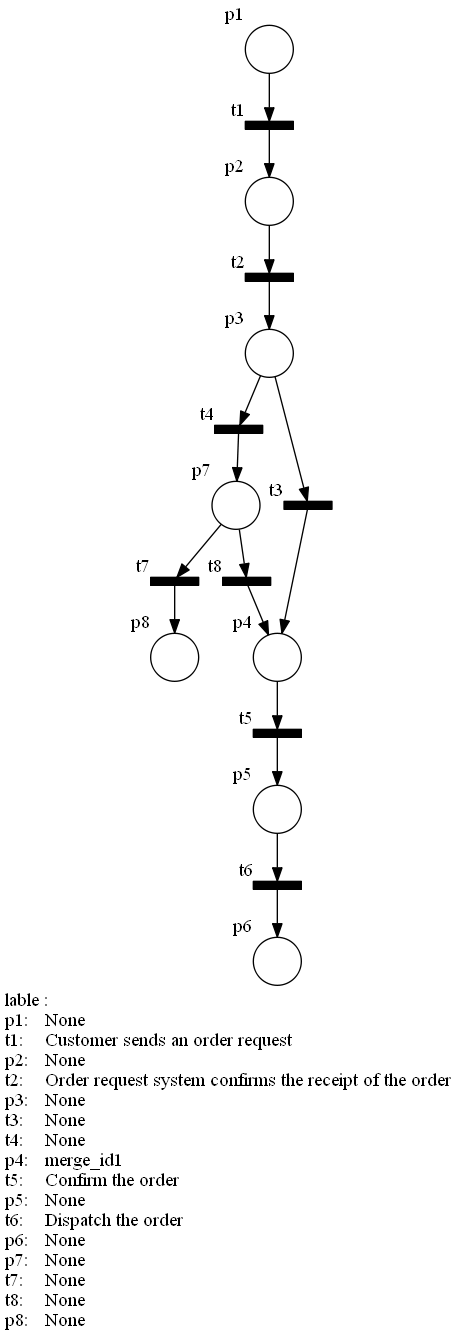 p1
t1
p2
t2
p3
t4
p7
t3
t7
t8
p8
p4
t5
p5
t6
p6
lable :
p1: None
t1: Customer sends an order request
p2: None
t2: Order request system confirms the receipt of the order
p3: None
t3: None
t4: None
p4: merge_id1
t5: Confirm the order
p5: None
t6: Dispatch the order
p6: None
p7: None
t7: None
t8: None
p8: None